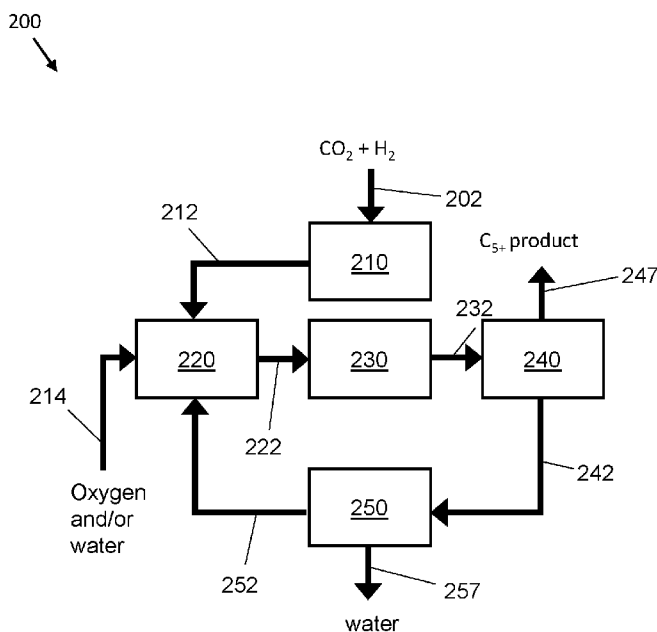 200
CO₂ + H₂
202
212
C₅₊ product
210
247
232
220
230
240
214
222
242
Oxygen
and/or
water
250
252
257
water